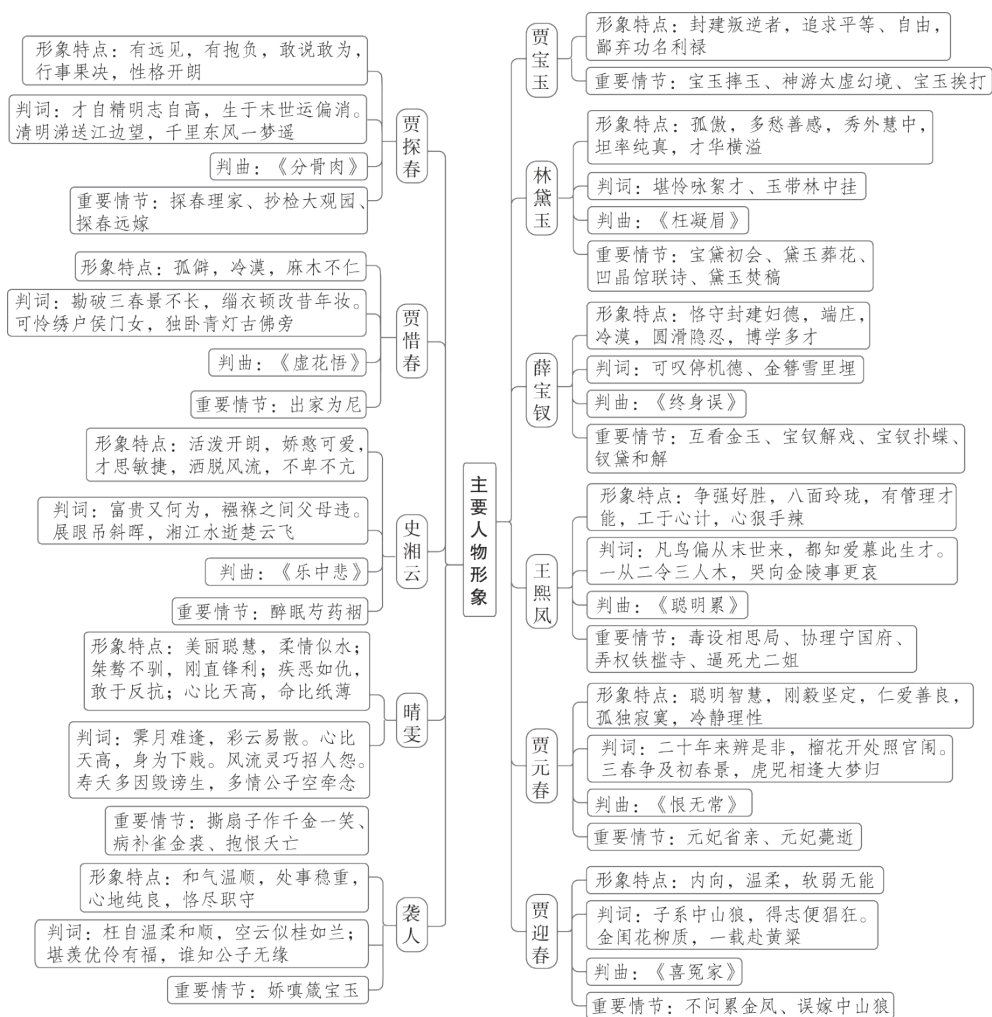 主要人物形象
贾宝玉
形象特点：封建叛逆者，追求平等、自由，
鄙弃功名利禄
重要情节：宝玉摔玉、神游太虚幻境、宝玉挨打
林黛玉
形象特点：孤傲，多愁善感，秀外慧中，
坦率纯真，才华横溢
判词：堪怜咏絮才、玉带林中挂
判曲：《枉凝眉》
重要情节：宝黛初会、黛玉葬花、
凹晶馆联诗、黛玉焚稿
薛宝钗
形象特点：恪守封建妇德，端庄，
冷漠，圆滑隐忍，博学多才
判词：可叹停机德、金簪雪里埋
判曲：《终身误》
重要情节：互看金玉、宝钗解戏、宝钗扑蝶、
钗黛和解
王熙凤
形象特点：争强好胜，八面玲珑，有管理才
能，工于心计，心狠手辣
判词：凡鸟偏从末世来，都知爱慕此生才。
一从二令三人木，哭向金陵事更哀
判曲：《聪明累》
重要情节：毒设相思局、协理宁国府、
弄权铁槛寺、逼死尤二姐
贾元春
形象特点：聪明智慧，刚毅坚定，仁爱善良，
孤独寂寞，冷静理性
判词：二十年来辨是非，榴花开处照宫闱。
三春争及初春景，虎兕相逢大梦归
判曲：《恨无常》
重要情节：元妃省亲、元妃薨逝
贾迎春
形象特点：内向，温柔，软弱无能
判词：子系中山狼，得志便猖狂。
金闺花柳质，一载赴黄粱
判曲：《喜冤家》
重要情节：不问累金凤、误嫁中山狼
贾探春
形象特点：有远见，有抱负，敢说敢为，
行事果决，性格开朗
判词：才自精明志自高，生于末世运偏消。
清明涕送江边望，千里东风一梦遥
判曲：《分骨肉》
重要情节：探春理家、抄检大观园、
探春远嫁
贾惜春
形象特点：孤僻，冷漠，麻木不仁
判词：勘破三春景不长，缁衣顿改昔年妆。
可怜绣户侯门女，独卧青灯古佛旁
判曲：《虚花悟》
重要情节：出家为尼
史湘云
形象特点：活泼开朗，娇憨可爱，
才思敏捷，洒脱风流，不卑不亢
判词：富贵又何为，襁褓之间父母违。
展眼吊斜晖，湘江水逝楚云飞
判曲：《乐中悲》
重要情节：醉眠芍药裀
晴雯
形象特点：美丽聪慧，柔情似水；
桀骜不驯，刚直锋利；疾恶如仇，
敢于反抗；心比天高，命比纸薄
判词：霁月难逢，彩云易散。心比
天高，身为下贱。风流灵巧招人怨。
寿夭多因毁谤生，多情公子空牵念
重要情节：撕扇子作千金一笑、
病补雀金裘、抱恨夭亡
袭人
形象特点：和气温顺，处事稳重，
心地纯良，恪尽职守
判词：枉自温柔和顺，空云似桂如兰；
堪羡优伶有福，谁知公子无缘
重要情节：娇嗔箴宝玉